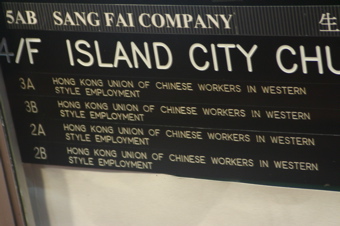 5AB SANG FAI COMPANY 生
4/F ISLAND CITY CHU
3A HONG KONG UNION OF CHINESE WORKERS IN WESTERN
STYLE EMPLOYMENT
3B HONG KONG UNION OF CHINESE WORKERS IN WESTERN
STYLE EMPLOYMENT
2A HONG KONG UNION OF CHINESE WORKERS IN WESTERN
STYLE EMPLOYMENT
2B HONG KONG UNION OF CHINESE WORKERS IN WESTERN
STYLE EMPLOYMENT